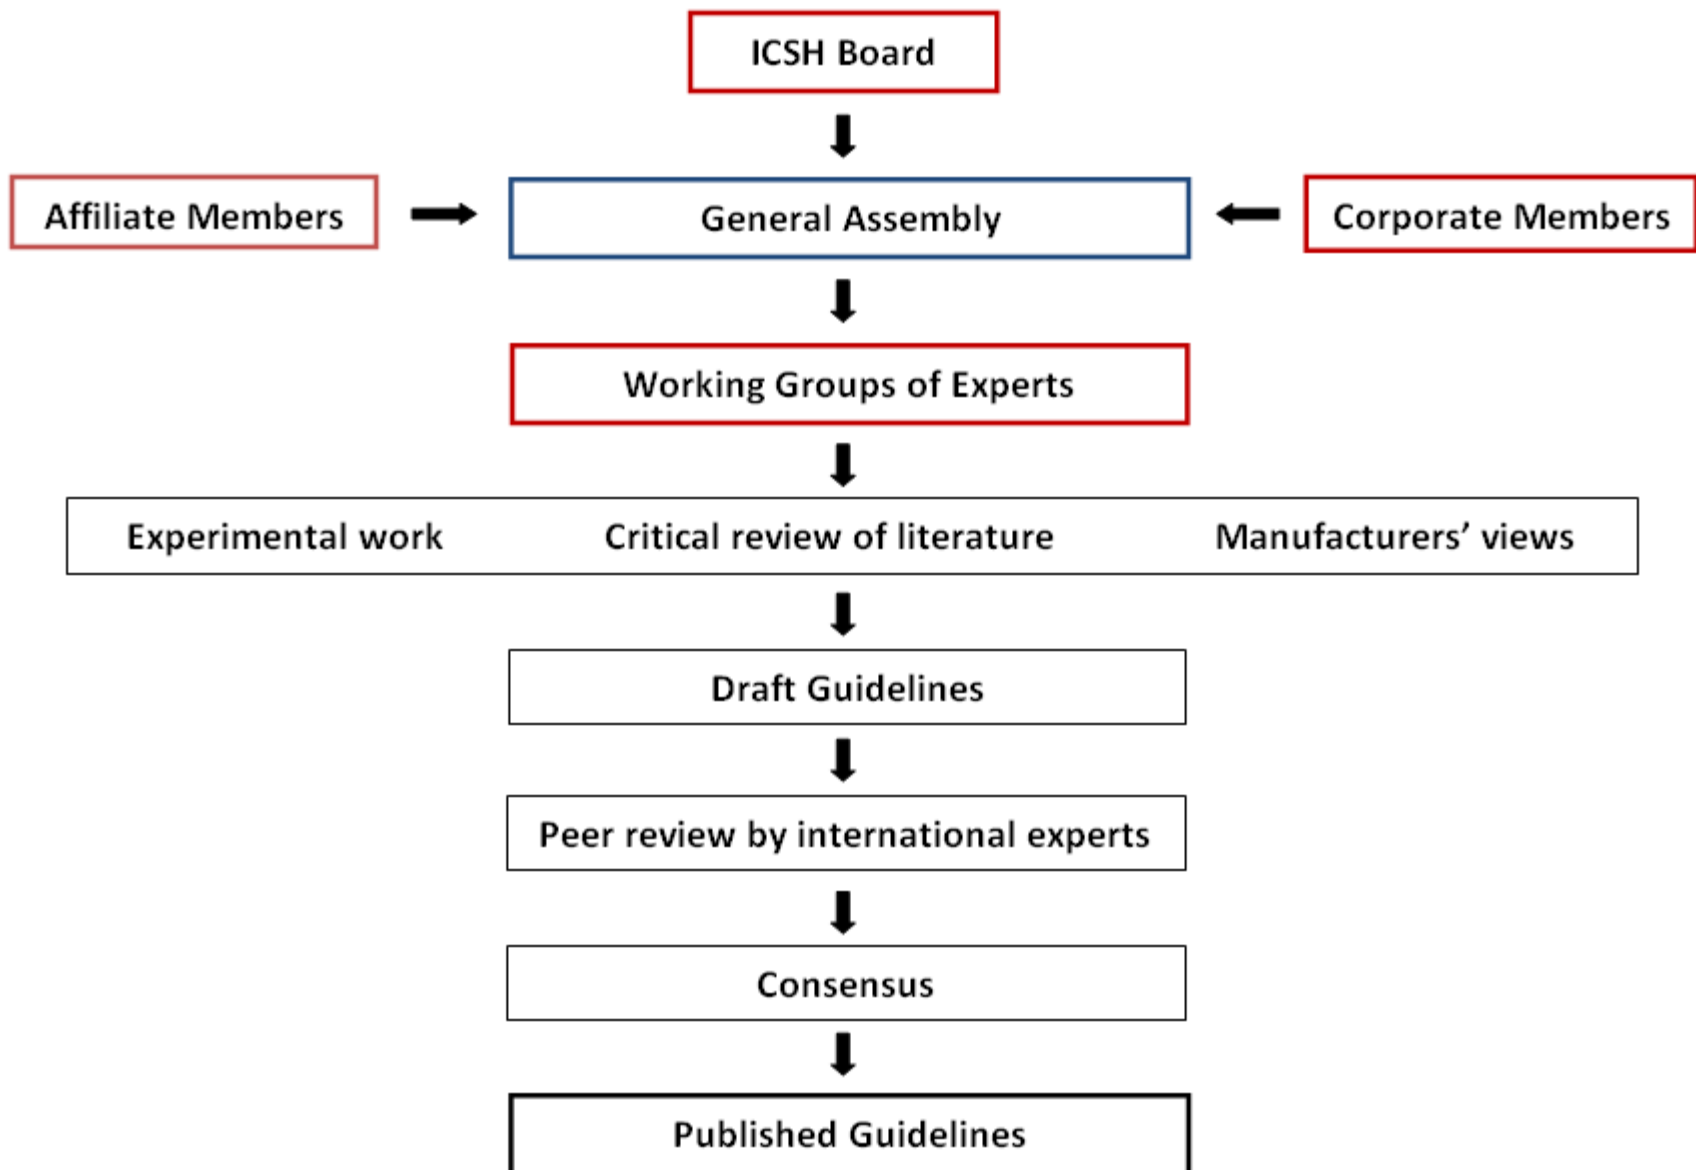 ICSH Board
Affiliate Members
General Assembly
Corporate Members
Working Groups of Experts
Experimental work
Critical review of literature
Manufacturers’ views
Draft Guidelines
Peer review by international experts
Consensus
Published Guidelines